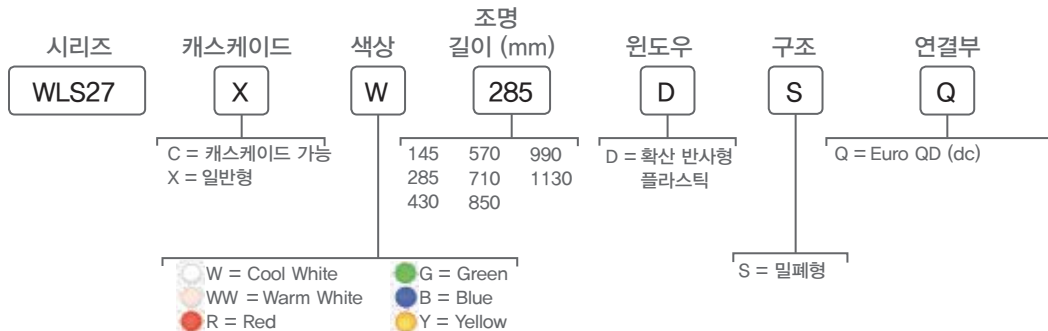 시리즈 캐스케이드 색상 조명 길이 (mm) 윈도우 구조 연결부
WLS27 X W 285 D S Q
C = 캐스케이드 가능
X = 일반형
145 570 990
285 710 1130
430 850
D = 확산 반사형
플라스틱
Q = Euro QD (dc)
W = Cool White
WW = Warm White
R = Red
G = Green
B = Blue
Y = Yellow
S = 밀폐형